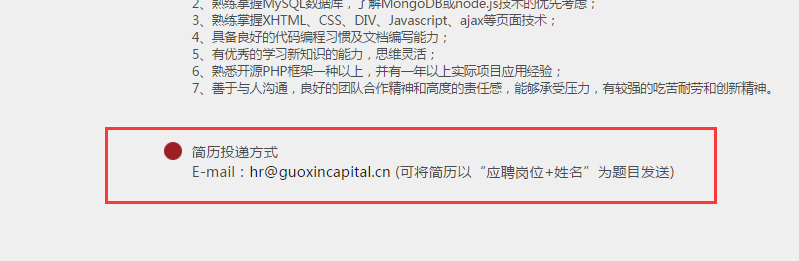 2、熟练掌握MySQL数据库，了解MongoDB或node.js技术的优先考虑；
3、熟练掌握XHTML、CSS、DIV、Javascript、ajax等页面技术；
4、具备良好的代码编程习惯及文档编写能力；
5、有优秀的学习新知识的能力，思维灵活；
6、熟悉开源PHP框架一种以上，并有一年以上实际项目应用经验；
7、善于与人沟通，良好的团队合作精神和高度的责任感，能够承受压力，有较强的吃苦耐劳和创新精神。
简历投递方式
E-mail：hr@guoxincapital.cn (可将简历以“应聘岗位+姓名”为题目发送)